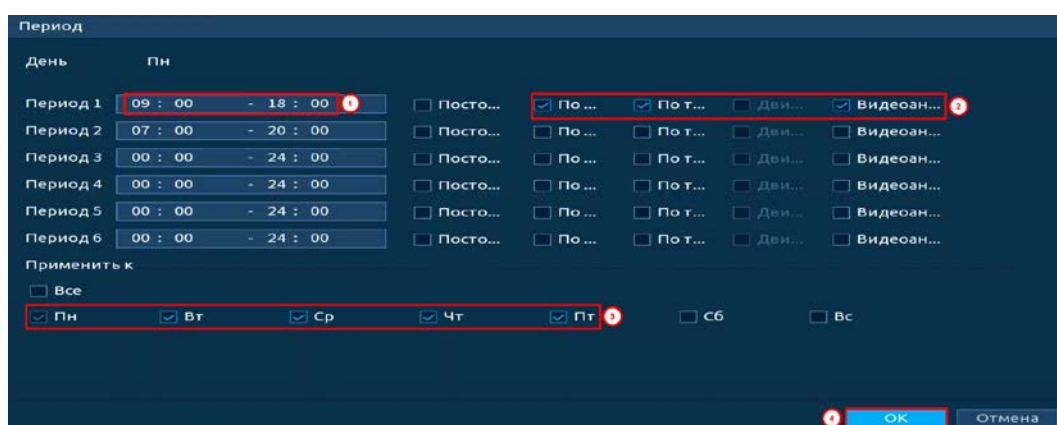 Период
День Пн
Период 1 09 : 00 - 18 : 00 1 Посто... По ... По т... Дви... Видеоан... 2
Период 2 07 : 00 - 20 : 00 Посто... По ... По т... Дви... Видеоан...
Период 3 00 : 00 - 24 : 00 Посто... По ... По т... Дви... Видеоан...
Период 4 00 : 00 - 24 : 00 Посто... По ... По т... Дви... Видеоан...
Период 5 00 : 00 - 24 : 00 Посто... По ... По т... Дви... Видеоан...
Период 6 00 : 00 - 24 : 00 Посто... По ... По т... Дви... Видеоан...
Применить к
Все
Пн Вт Ср Чт Пт 3 Сб Вс
4 OK Отмена